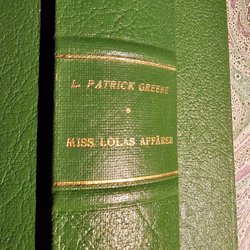 L. PATRICK GREENE
MISS LOLAS AFFÄRER